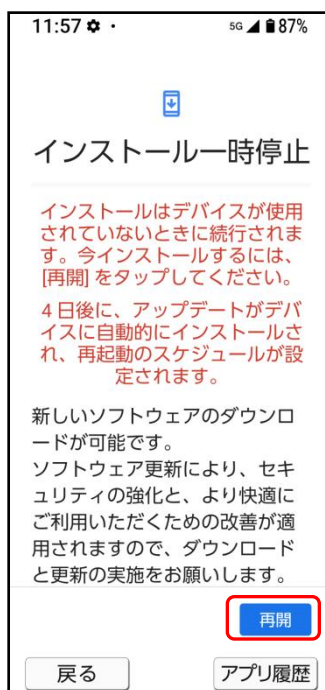 11:57
5G 87%
インストール一時停止
インストールはデバイスが使用
されていないときに続行されま
す。今インストールするには、
[再開] をタップしてください。
4 日後に、アップデートがデバ
イスに自動的にインストールさ
れ、再起動のスケジュールが設
定されます。
新しいソフトウェアのダウンロ
ードが可能です。
ソフトウェア更新により、セキ
ュリティの強化と、より快適に
ご利用いただくための改善が適
用されますので、ダウンロード
と更新の実施をお願いします。
再開
戻る
アプリ履歴